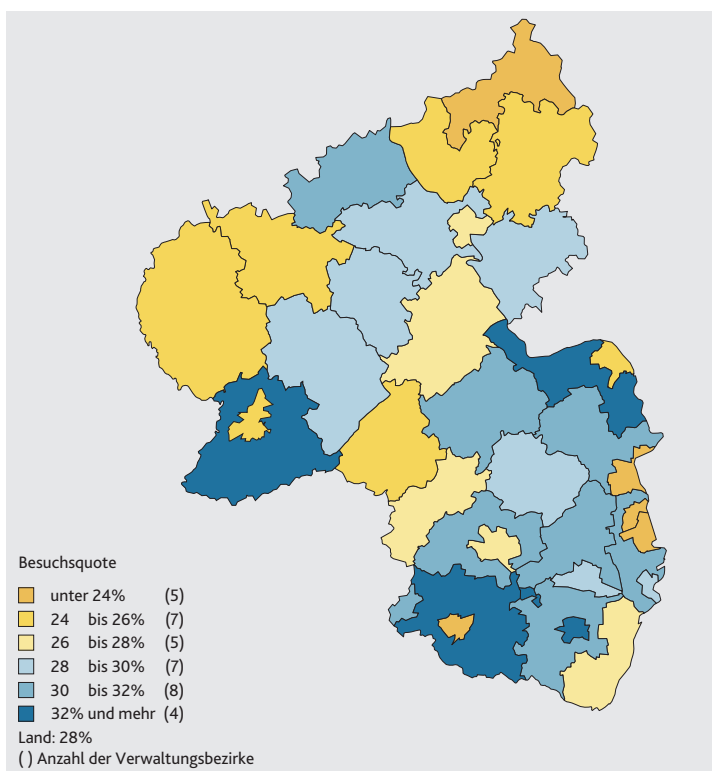 Besuchsquote
unter 24% (5)
24 bis 26% (7)
26 bis 28% (5)
28 bis 30% (7)
30 bis 32% (8)
32% und mehr (4)
Land: 28%
( ) Anzahl der Verwaltungsbezirke